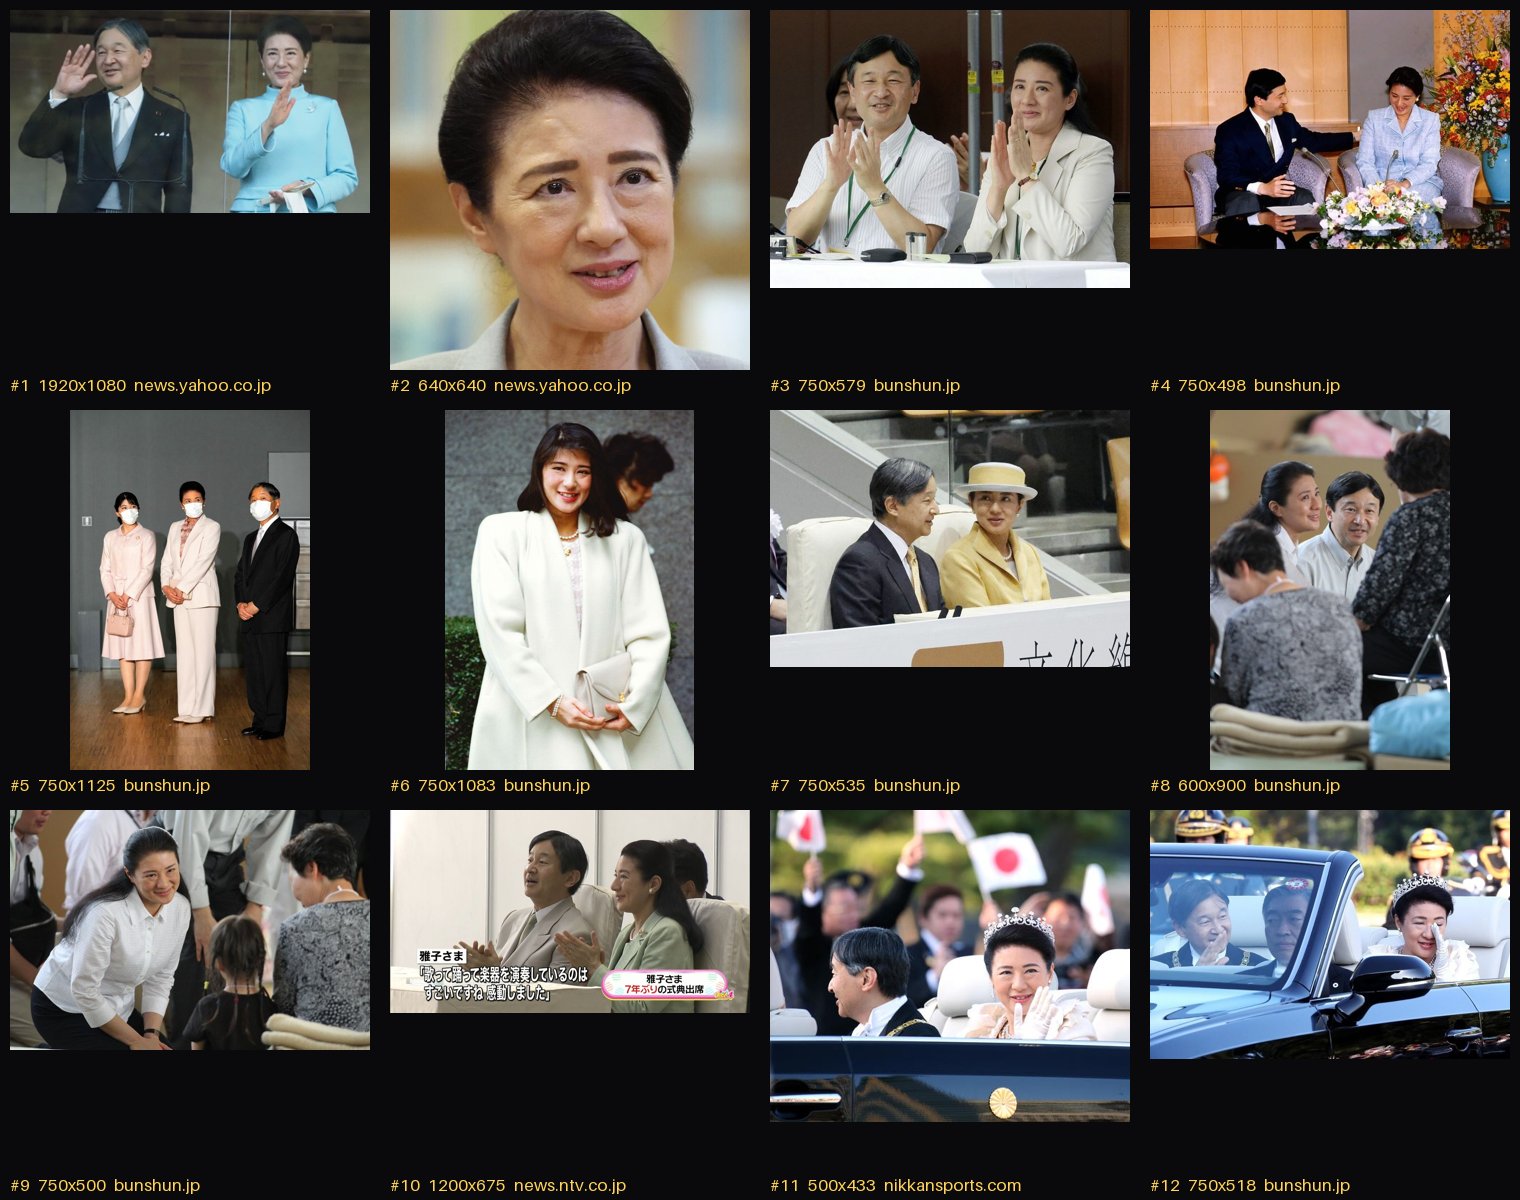 #1 1920x1080 news.yahoo.co.jp
#2 640x640 news.yahoo.co.jp
#3 750x579 bunshun.jp
#4 750x498 bunshun.jp
#5 750x1125 bunshun.jp
#6 750x1083 bunshun.jp
文化
#7 750x535 bunshun.jp
#8 600x900 bunshun.jp
#9 750x500 bunshun.jp
雅子さま
「歌って踊って楽器を演奏しているのは
すごいですね 感動しました」
雅子さま
7年ぶりの式典出席
#10 1200x675 news.ntv.co.jp
#11 500x433 nikkansports.com
#12 750x518 bunshun.jp